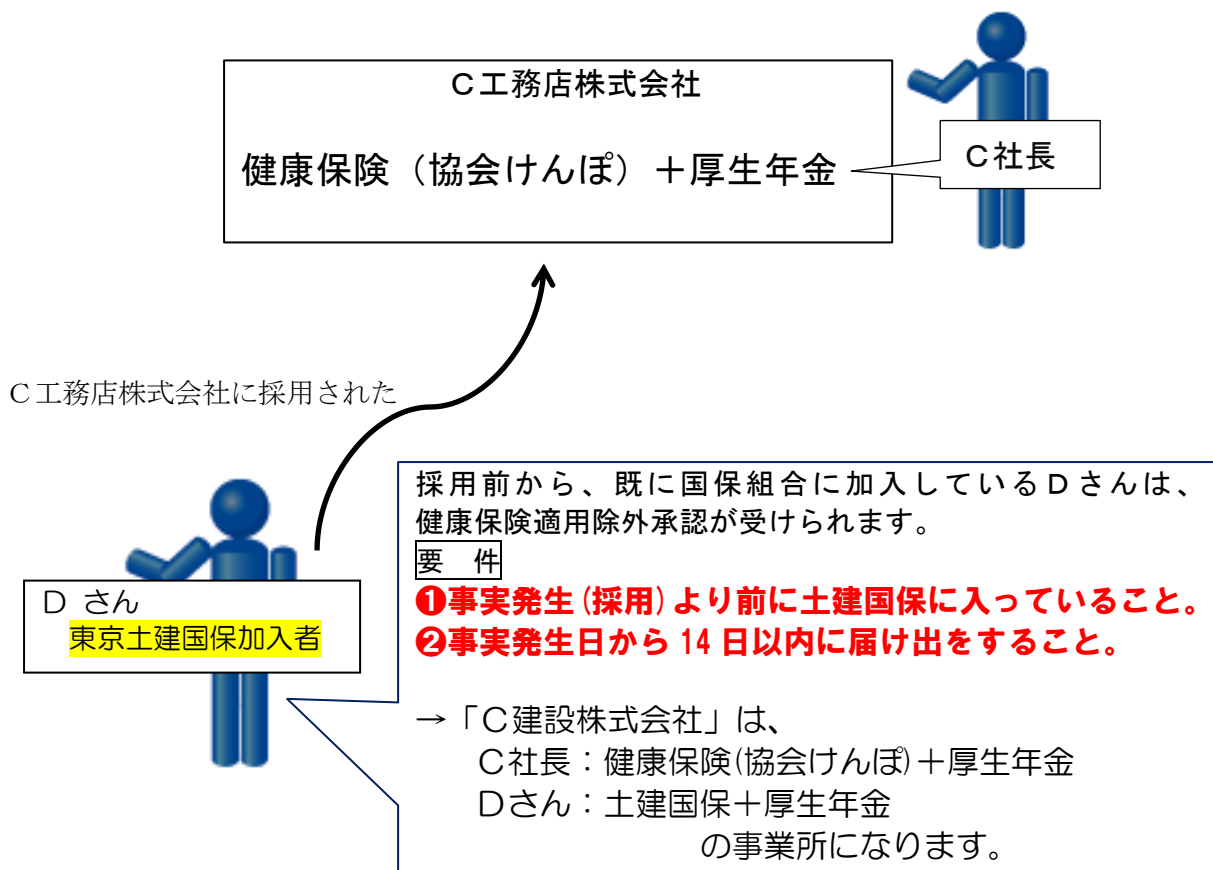 C工務店株式会社
健康保険（協会けんぽ）＋厚生年金
C社長
C工務店株式会社に採用された
D さん
東京土建国保加入者
採用前から、既に国保組合に加入しているDさんは、
健康保険適用除外承認が受けられます。
要　件
❶事実発生(採用)より前に土建国保に入っていること。
❷事実発生日から 14 日以内に届け出をすること。
→「C建設株式会社」は、
C社長：健康保険(協会けんぽ)＋厚生年金
Dさん：土建国保＋厚生年金
の事業所になります。